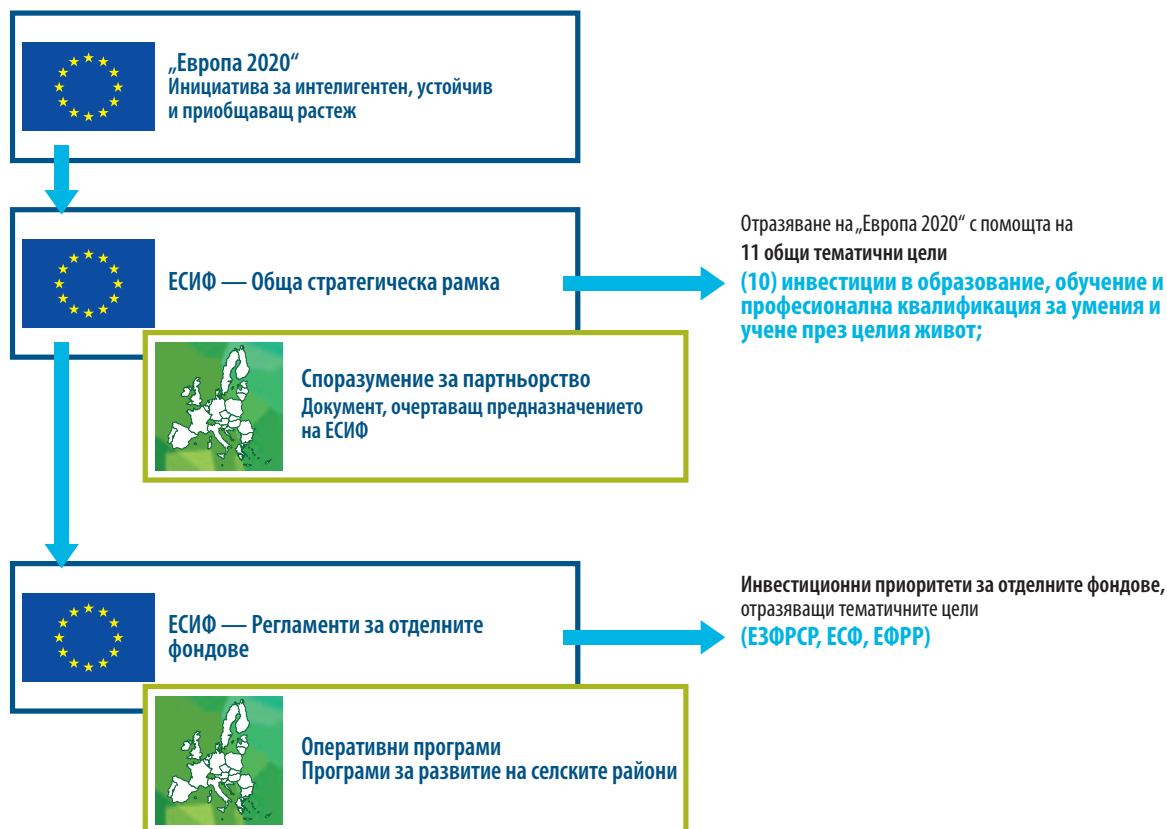 „Европа 2020“
Инициатива за интелигентен, устойчив
и приобщаващ растеж
ЕСИФ — Обща стратегическа рамка
Отразяване на „Европа 2020“ с помощта на
11 общи тематични цели
(10) инвестиции в образование, обучение и
професионална квалификация за умения и
учене през целия живот;
Споразумение за партньорство
Документ, очертаващ предназначението
на ЕСИФ
ЕСИФ — Регламенти за отделните
фондове
Инвестиционни приоритети за отделните фондове,
отразяващи тематичните цели
(ЕЗФРСР, ЕСФ, ЕФРР)
Оперативни програми
Програми за развитие на селските райони